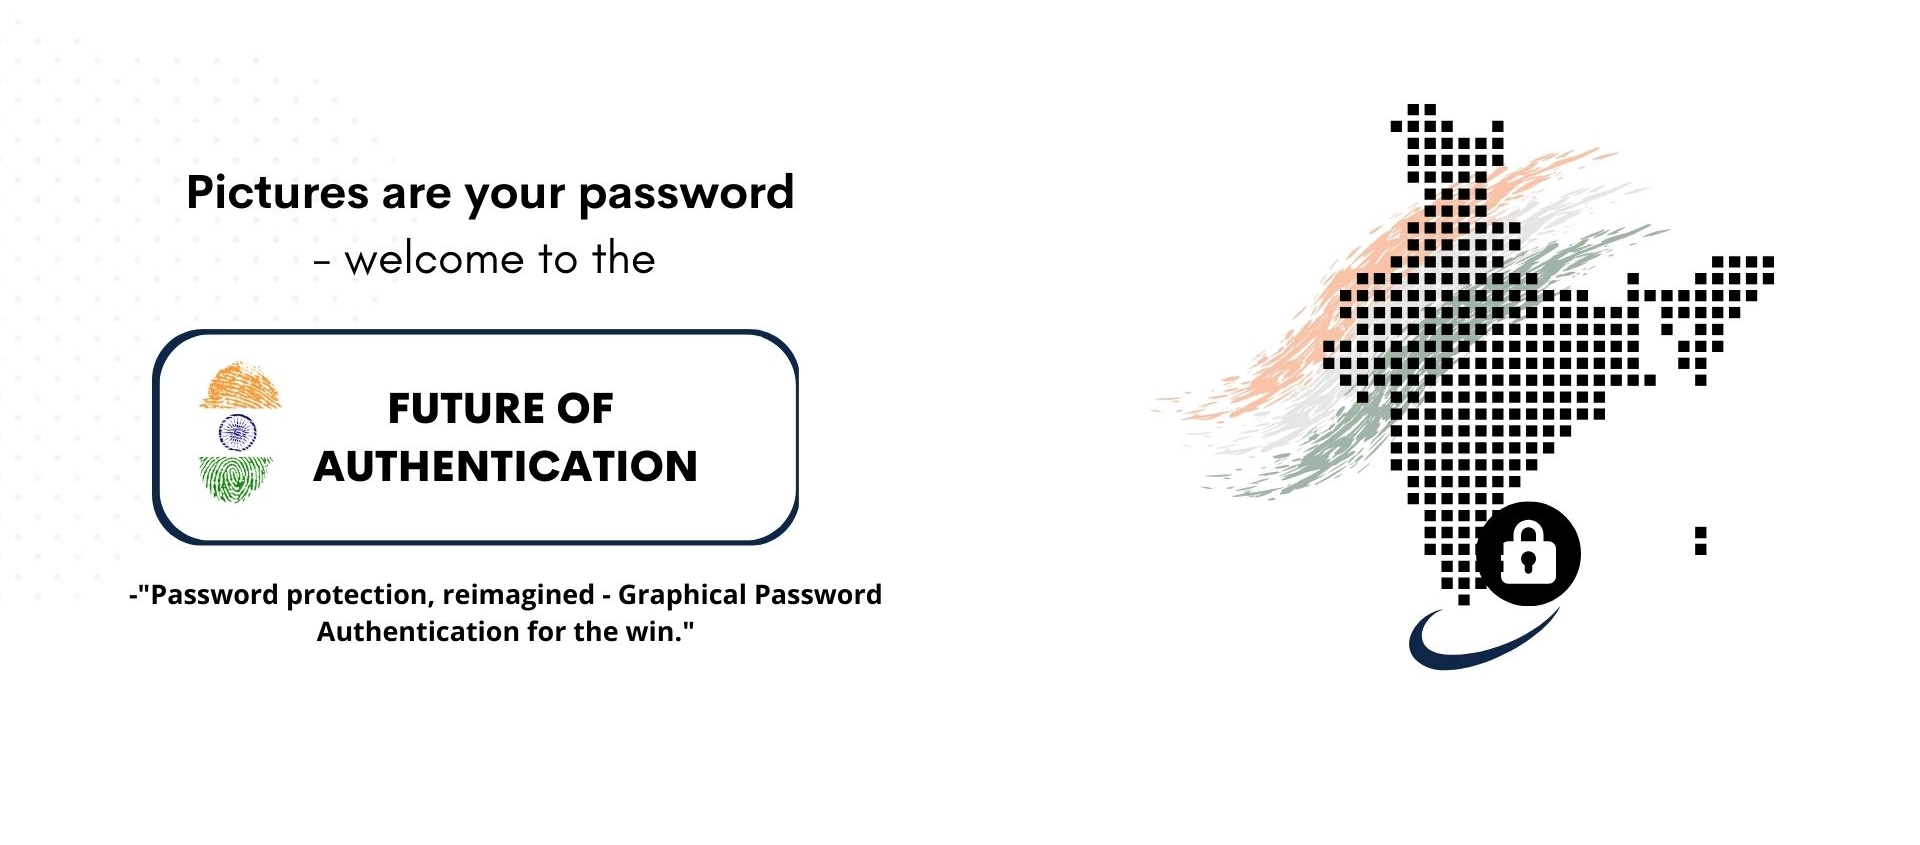 Pictures are your password
- welcome to the
FUTURE OF
AUTHENTICATION
-"Password protection, reimagined - Graphical Password
Authentication for the win."